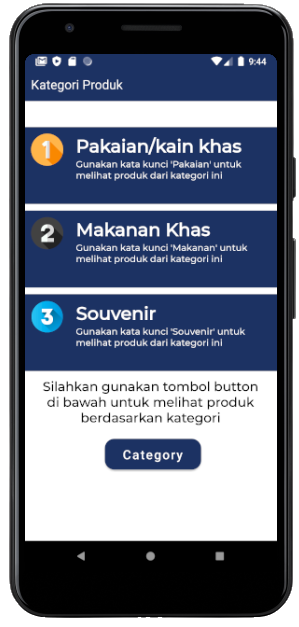 9:44
Kategori Produk
1
Pakaian/kain khas
Gunakan kata kunci 'Pakaian' untuk
melihat produk dari kategori ini
2
Makanan Khas
Gunakan kata kunci 'Makanan' untuk
melihat produk dari kategori ini
3
Souvenir
Gunakan kata kunci 'Souvenir' untuk
melihat produk dari kategori ini
Silahkan gunakan tombol button
di bawah untuk melihat produk
berdasarkan kategori
Category